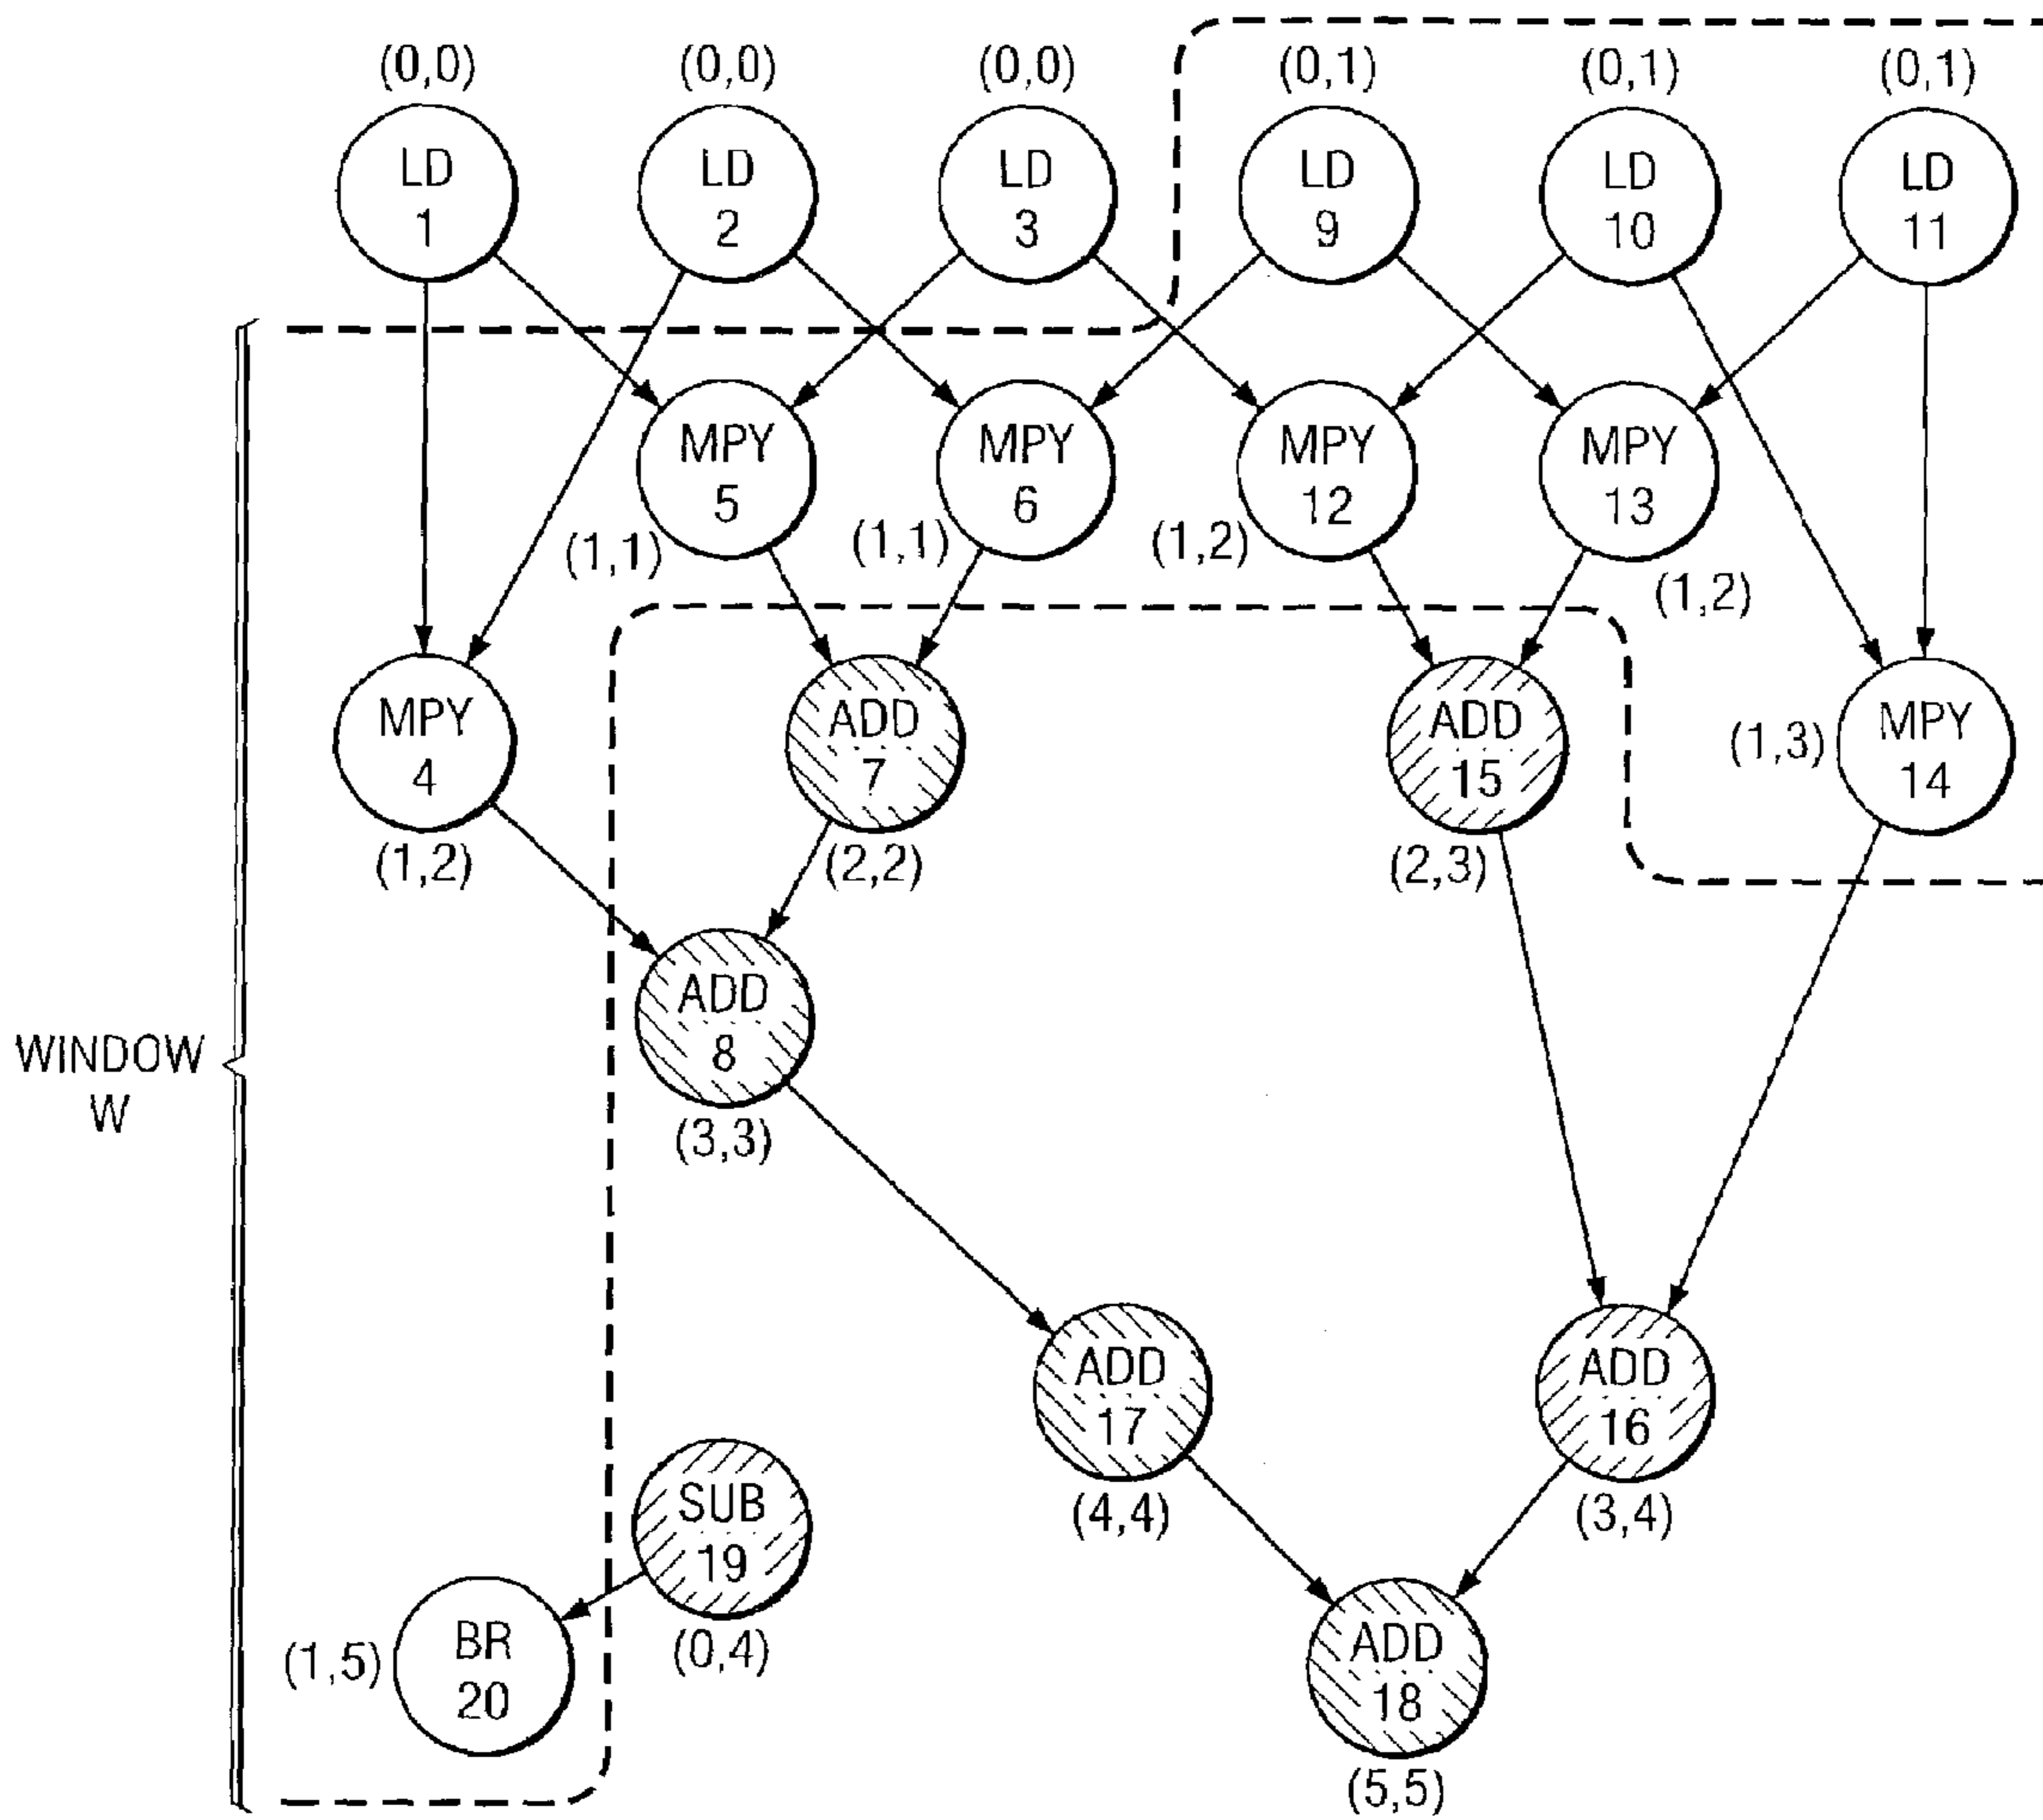 (0,0) (0,0) (0,0) (0,1) (0,1) (0,1)
LD LD LD LD LD LD
1 2 3 9 10 11
MPY MPY MPY MPY
5 6 12 13
(1,1) (1,1) (1,2) (1,2)
MPY ADD ADD MPY
4 7 15 14
(1,3)
(1,2) (2,2) (2,3)
ADD
8
WINDOW
W
(3,3)
ADD ADD
17 16
(4,4) (3,4)
SUB
19
(0,4)
BR
20
(1,5)
ADD
18
(5,5)